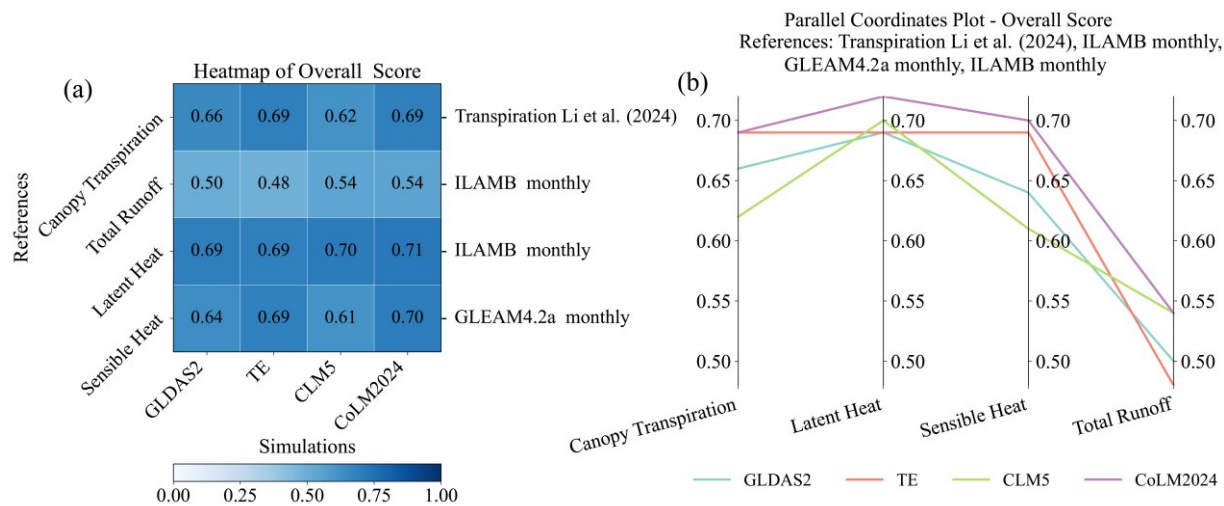 (a)
Heatmap of Overall Score
References
Canopy Transpiration
0.66 0.69 0.62 0.69
Transpiration Li et al. (2024)
Total Runoff
0.50 0.48 0.54 0.54
ILAMB monthly
Latent Heat
0.69 0.69 0.70 0.71
ILAMB monthly
Sensible Heat
0.64 0.69 0.61 0.70
GLEAM4.2a monthly
GLDAS2 TE CLM5 CoLM2024
Simulations
0.00 0.25 0.50 0.75 1.00
(b)
Parallel Coordinates Plot - Overall Score
References: Transpiration Li et al. (2024), ILAMB monthly,
GLEAM4.2a monthly, ILAMB monthly
0.70 0.70 0.70 0.70
0.65 0.65 0.65 0.65
0.60 0.60 0.60 0.60
0.55 0.55 0.55 0.55
0.50 0.50 0.50 0.50
Canopy Transpiration Latent Heat Sensible Heat Total Runoff
GLDAS2 TE CLM5 CoLM2024